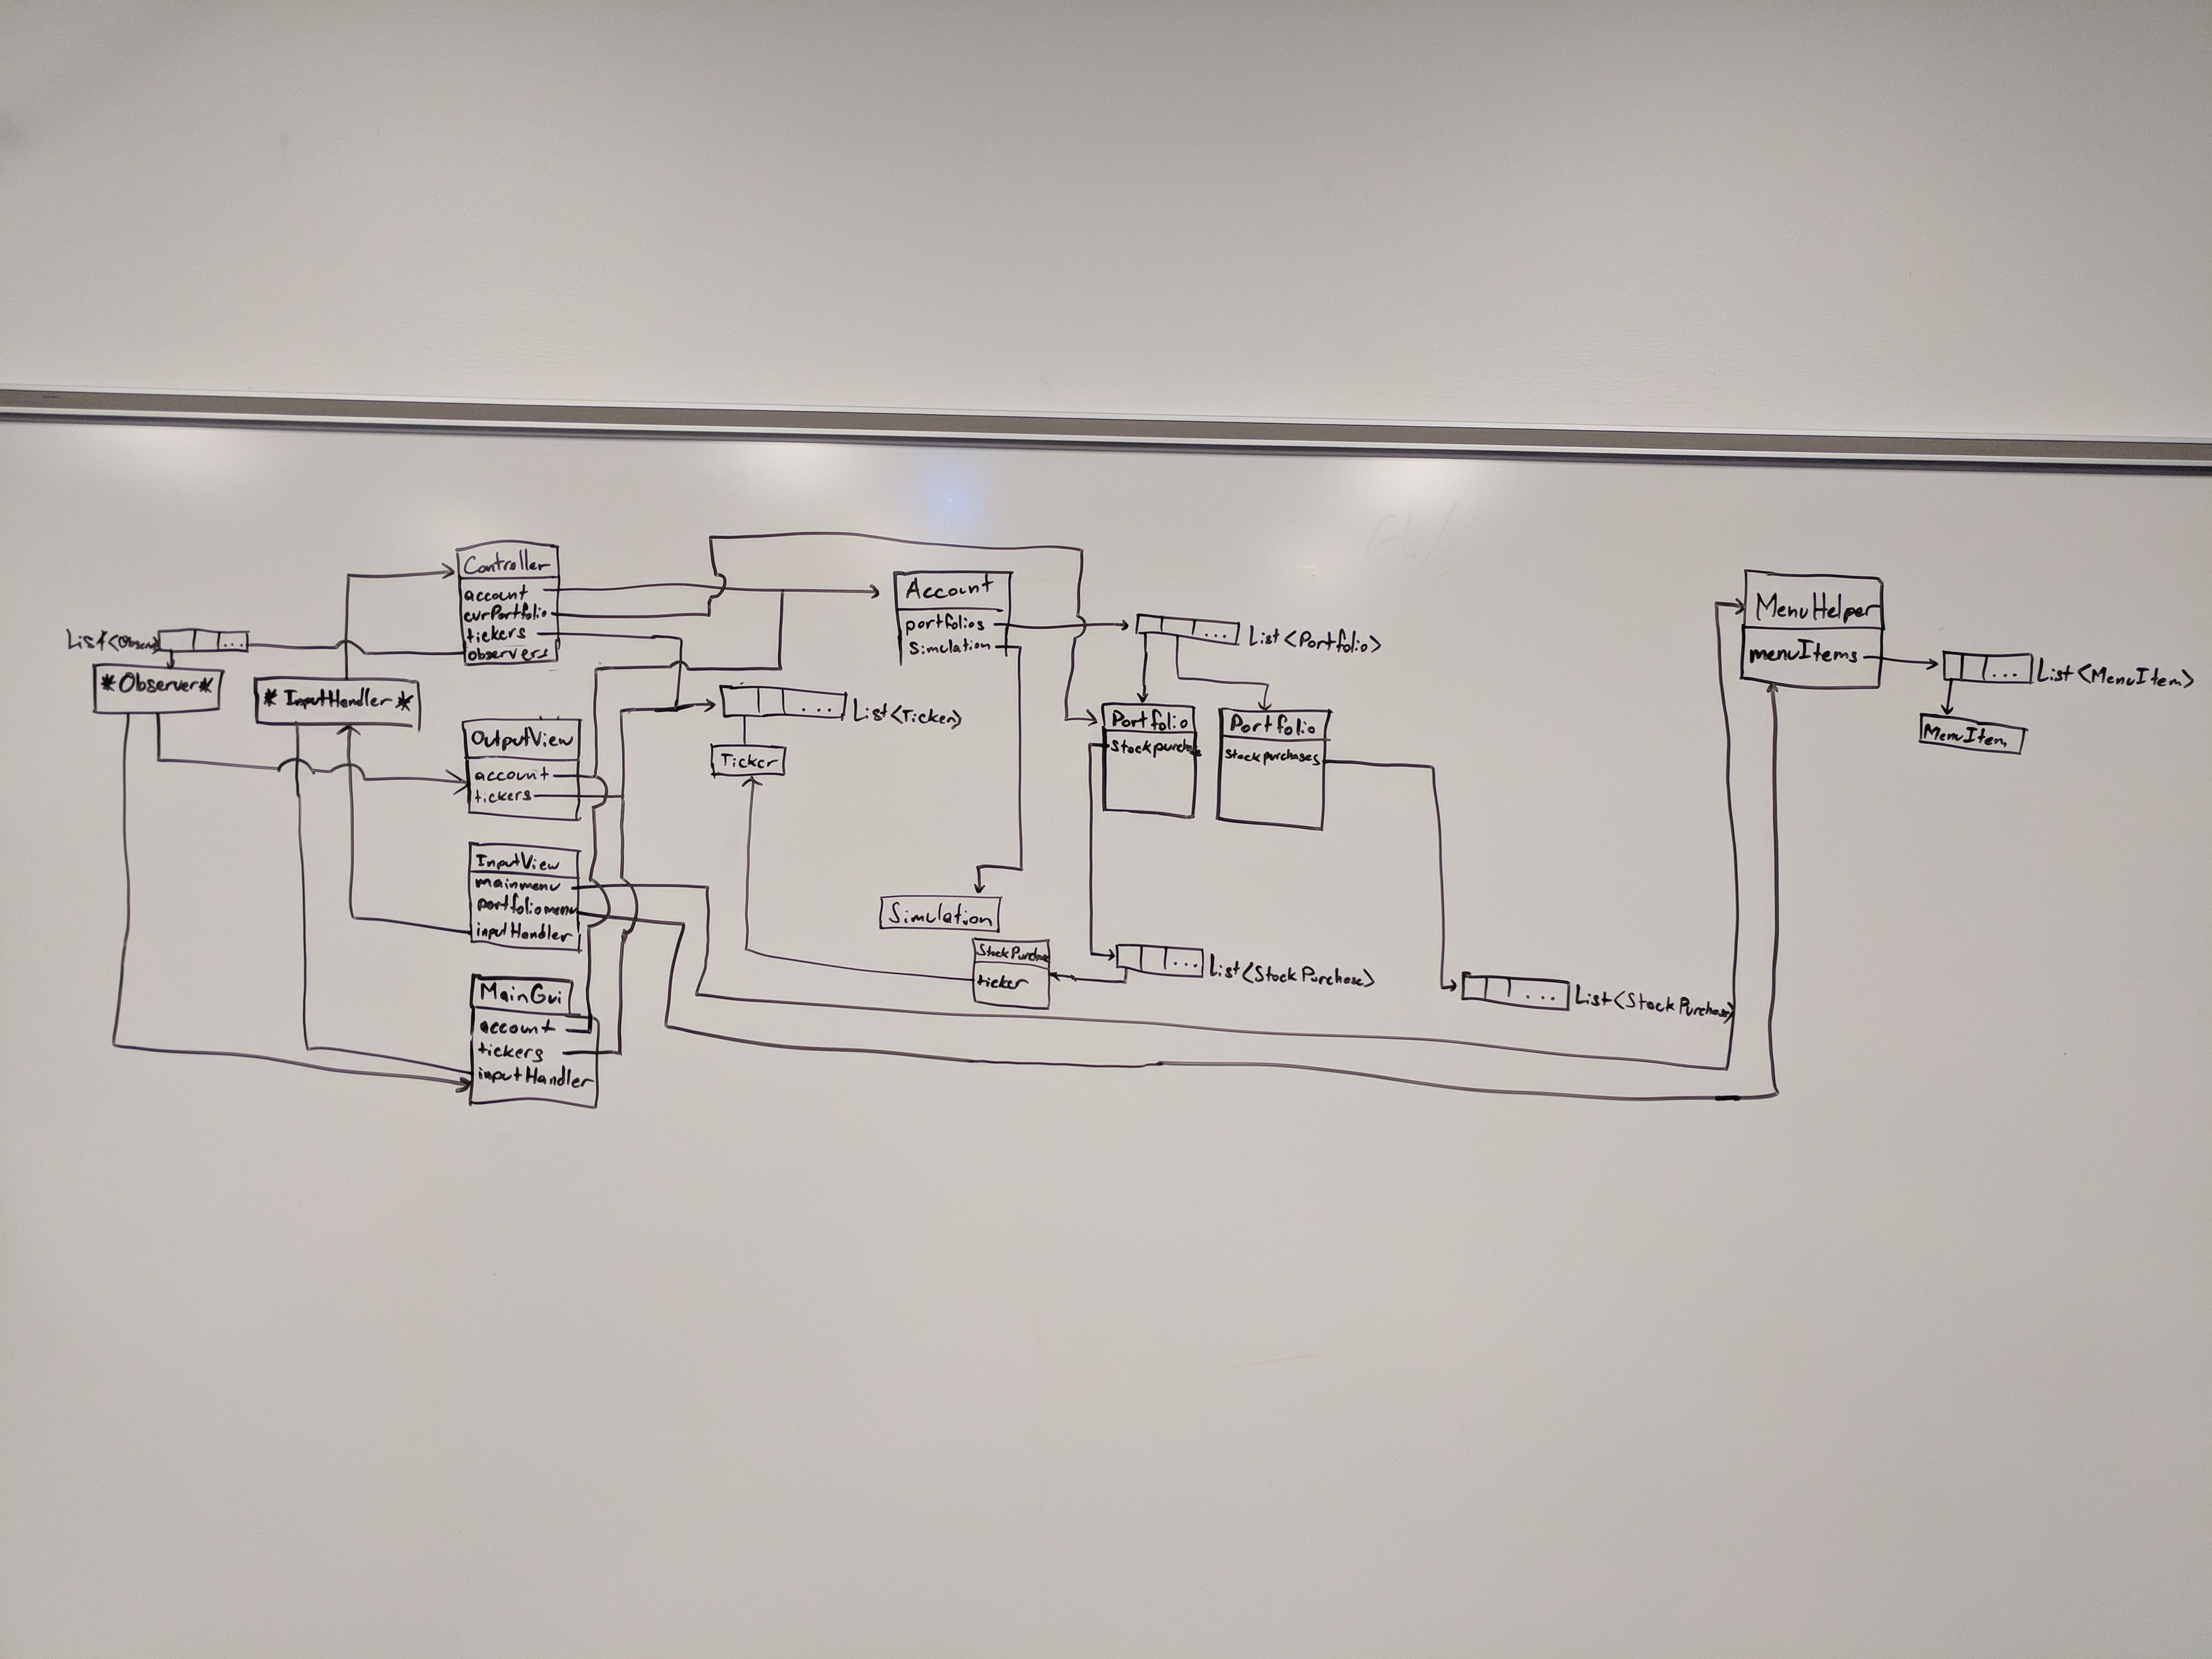 Controller
account
curPortfolio
tickers
observers
List<Observer>
...
*Observer*
*InputHandler*
OutputView
account
tickers
InputView
mainmenu
portfoliomenu
inputHandler
MainGui
account
tickers
inputHandler
... List<Ticker>
Ticker
Account
portfolios
Simulation
... List<Portfolio>
Portfolio
Stockpurchases
Portfolio
Stockpurchases
Simulation
StockPurchase
ticker
... List<StockPurchase>
... List<StockPurchase>
MenuHelper
menuItems
... List<MenuItem>
MenuItem